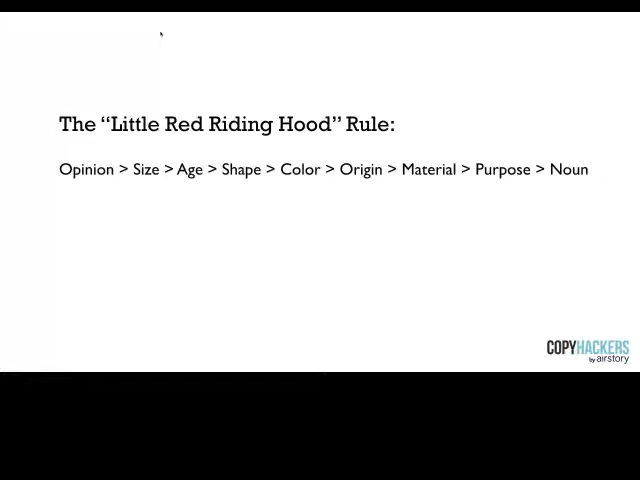 The “Little Red Riding Hood” Rule:
Opinion > Size > Age > Shape > Color > Origin > Material > Purpose > Noun
COPYHACKERS
by airstory